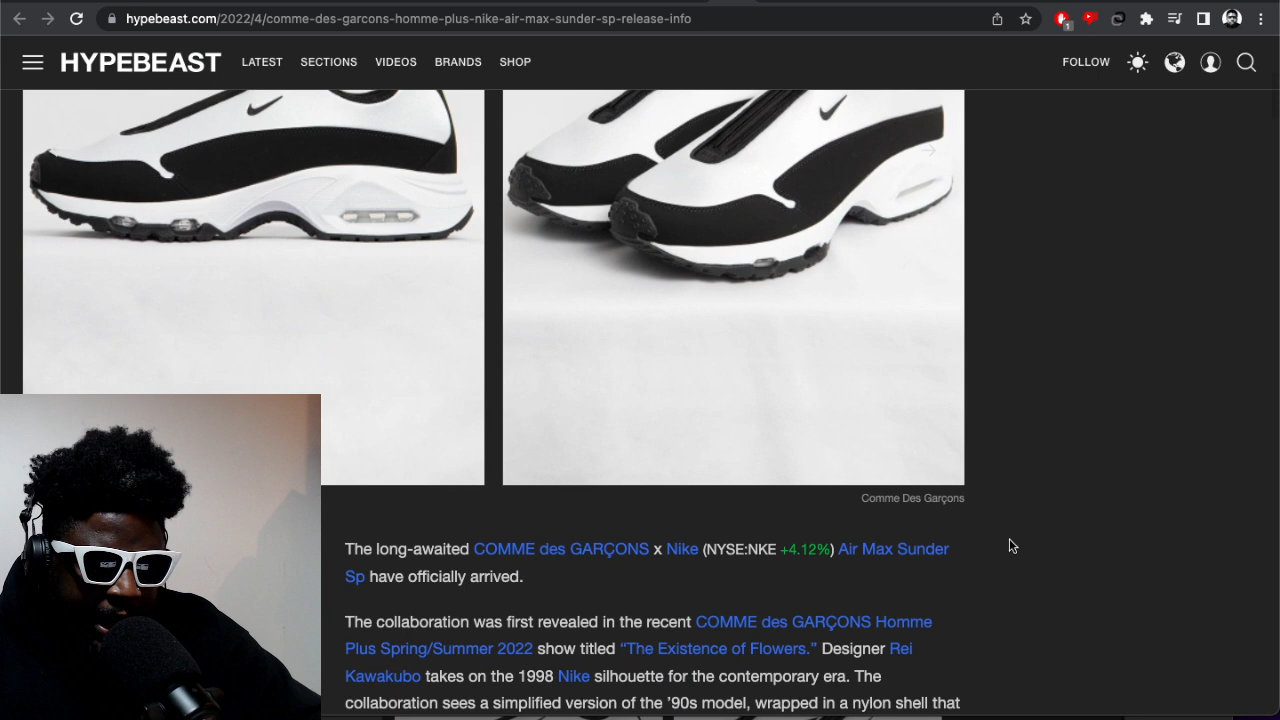 hypebeast.com/2022/4/comme-des-garcons-homme-plus-nike-air-max-sunder-sp-release-info
1
HYPEBEAST LATEST SECTIONS VIDEOS BRANDS SHOP FOLLOW
Comme Des Garçons
The long-awaited COMME des GARÇONS x Nike (NYSE:NKE +4.12%) Air Max Sunder
Sp have officially arrived.
The collaboration was first revealed in the recent COMME des GARÇONS Homme
Plus Spring/Summer 2022 show titled “The Existence of Flowers.” Designer Rei
Kawakubo takes on the 1998 Nike silhouette for the contemporary era. The
collaboration sees a simplified version of the ’90s model, wrapped in a nylon shell that